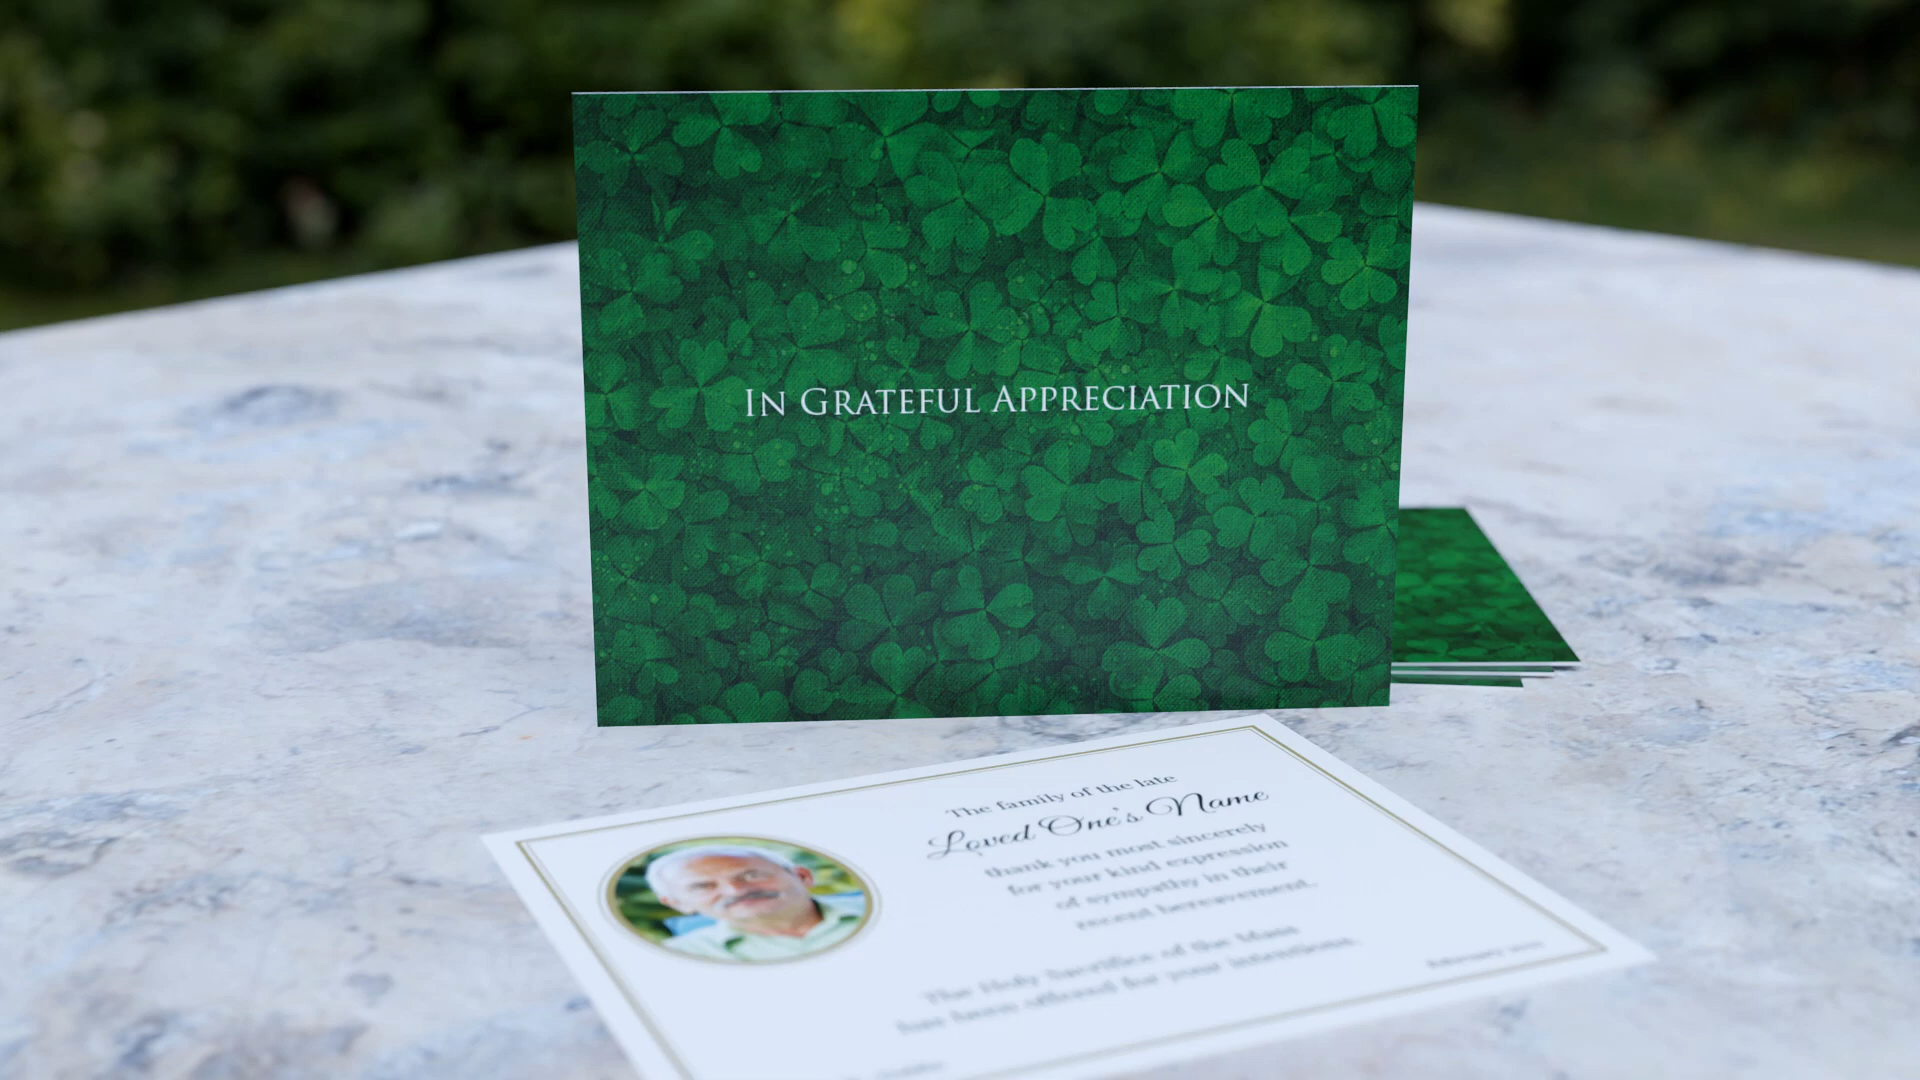 IN GRATEFUL APPRECIATION
The family of the late
Loved One's Name
thank you most sincerely
for your kind expression
of sympathy in their
recent bereavement.
The Holy Sacrifice of the Mass
has been offered for your intentions.
February